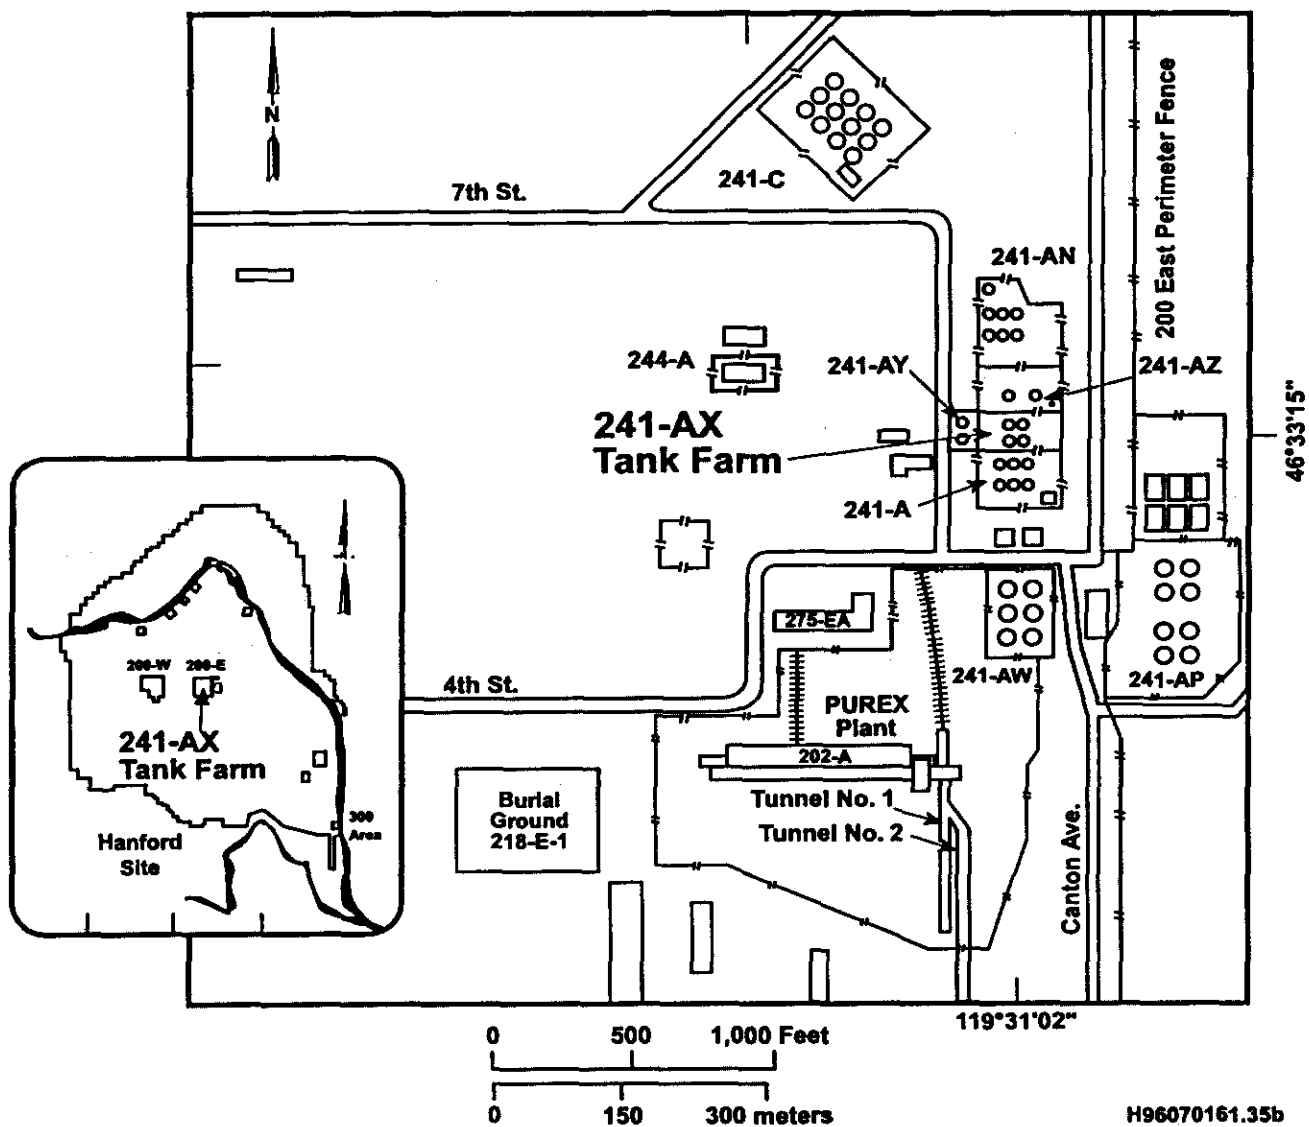 N
7th St.
241-C
241-AN
200 East Perimeter Fence
244-A
241-AY
241-AZ
241-AX
Tank Farm
241-A
46°33'15"
275-EA
4th St.
241-AW
241-AP
PUREX
Plant
202-A
Tunnel No. 1
Tunnel No. 2
Burial
Ground
218-E-1
Canton Ave.
200-W
200-E
241-AX
Tank Farm
300
Area
Hanford
Site
119°31'02"
0 500 1,000 Feet
0 150 300 meters
H96070161.35b